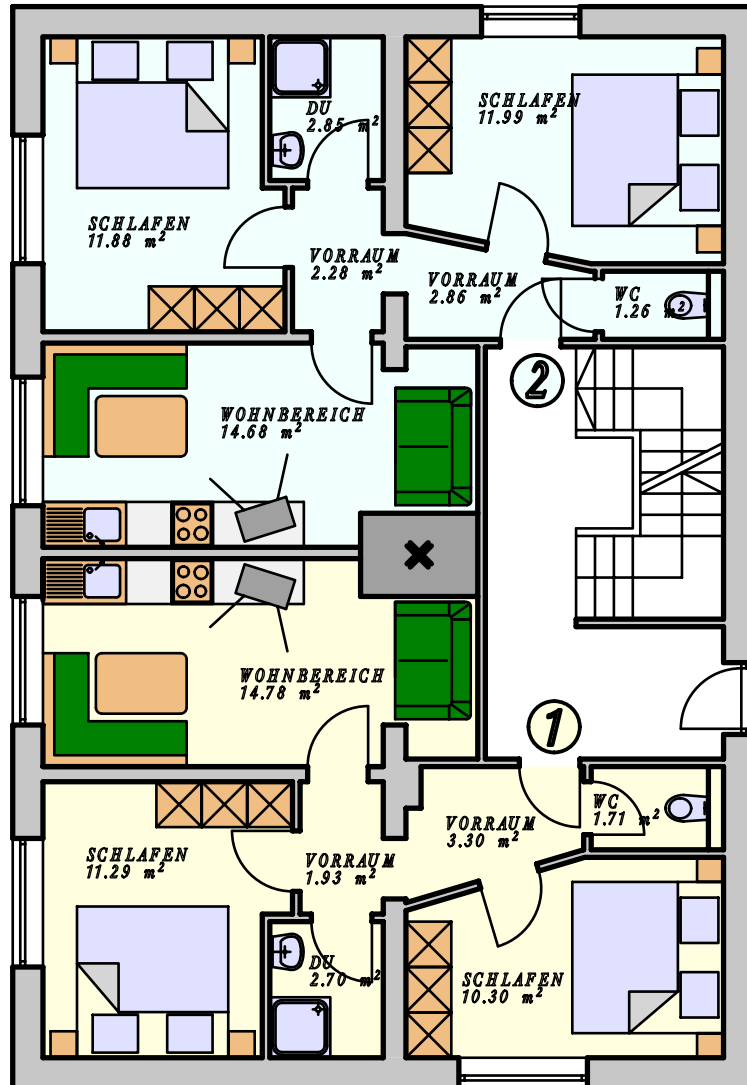 DU
2.85 m²
SCHLAFEN
11.99 m²
SCHLAFEN
11.88 m²
VORRAUM
2.28 m²
VORRAUM
2.86 m²
WC
1.26 m²
2
WOHNBEREICH
14.68 m²
WOHNBEREICH
14.78 m²
1
WC
1.71 m²
VORRAUM
3.30 m²
SCHLAFEN
11.29 m²
VORRAUM
1.93 m²
DU
2.70 m²
SCHLAFEN
10.30 m²